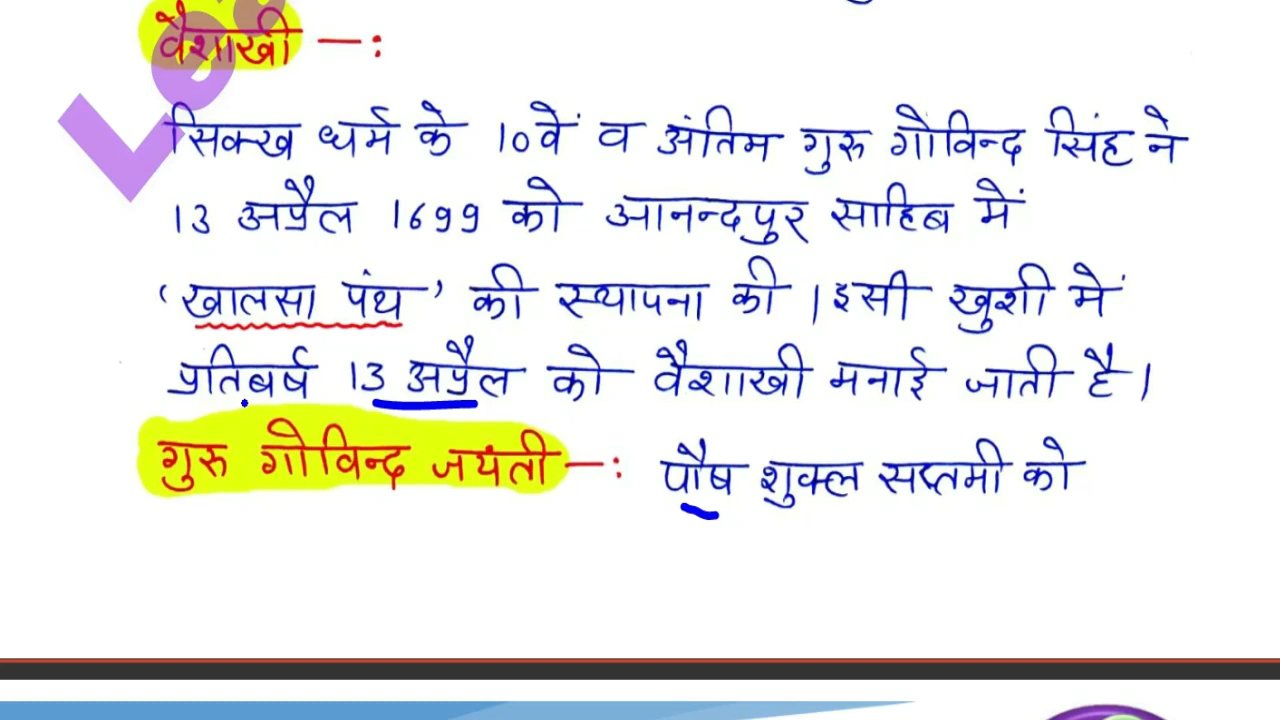 वैशाखी —:
सिक्ख धर्म के 10वें व अंतिम गुरु गोविन्द सिंह ने
13 अप्रैल 1699 को आनन्दपुर साहिब में
‘खालसा पंथ’ की स्थापना की । इसी खुशी में
प्रतिबर्ष 13 अप्रैल को वैशाखी मनाई जाती है ।
गुरु गोविन्द जयंती —: पौष शुक्ल सप्तमी को